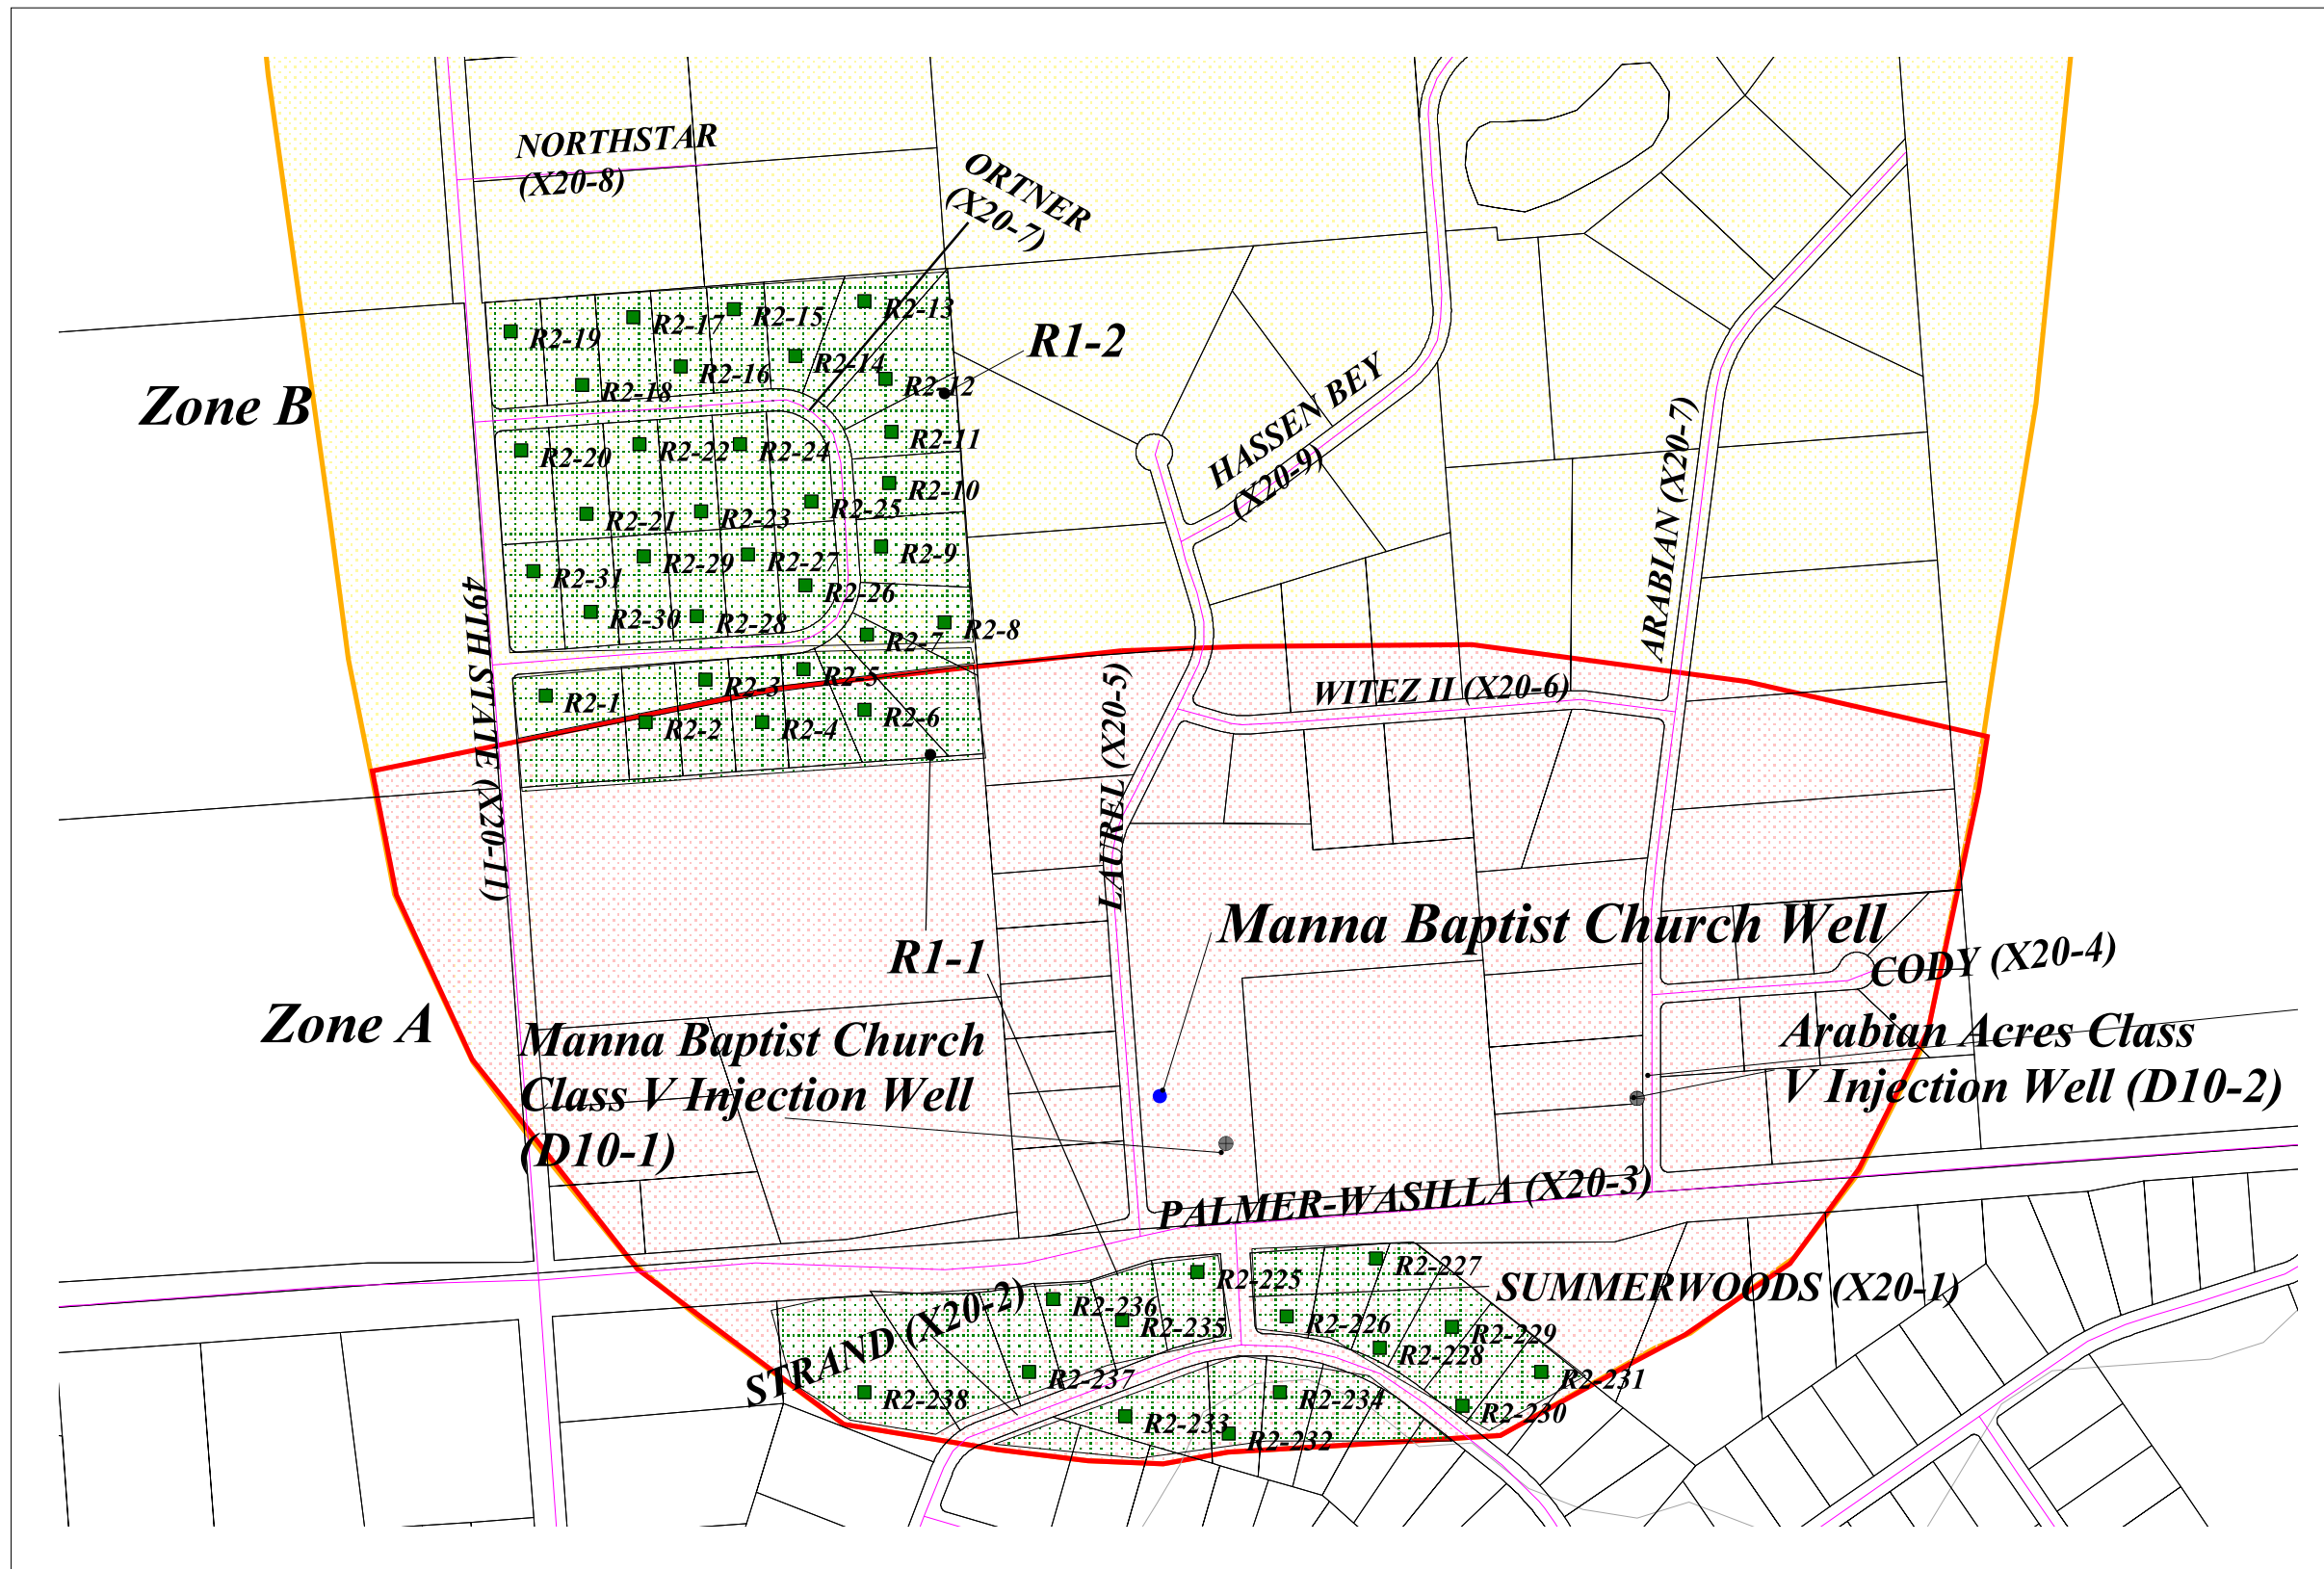 NORTHSTAR
(X20-8)
ORTNER
(X20-7)
R2-13
R2-15
R2-17
R2-19
R1-2
R2-14
R2-16
R2-12
R2-18
Zone B
HASSEN BEY
(X20-9)
ARABIAN (X20-7)
R2-11
R2-24
R2-22
R2-20
R2-10
R2-25
R2-23
R2-21
R2-9
R2-27
R2-29
R2-31
R2-26
R2-30
R2-28
R2-8
R2-7
49TH STATE (X20-11)
R2-5
R2-3
R2-1
R2-6
R2-4
R2-2
WITEZ II (X20-6)
LAUREL (X20-5)
Manna Baptist Church Well
R1-1
CODY (X20-4)
Zone A
Manna Baptist Church
Class V Injection Well
(D10-1)
Arabian Acres Class
V Injection Well (D10-2)
PALMER-WASILLA (X20-3)
R2-227
R2-225
SUMMERWOODS (X20-1)
STRAND (X20-2)
R2-236
R2-235
R2-226
R2-229
R2-228
R2-237
R2-231
R2-238
R2-234
R2-230
R2-233
R2-232